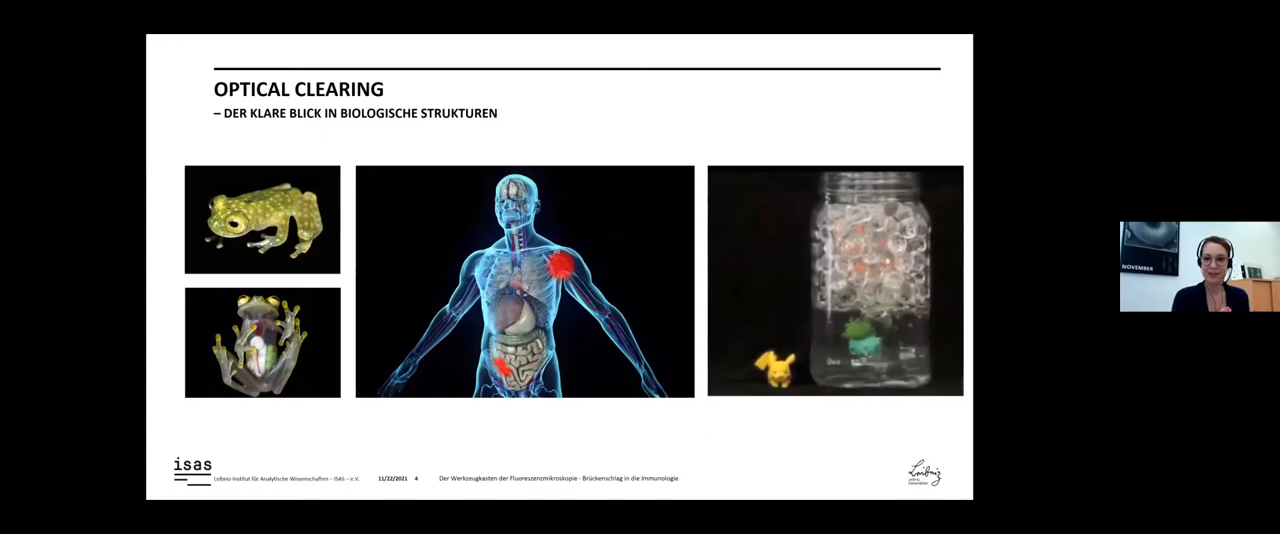 OPTICAL CLEARING
– DER KLARE BLICK IN BIOLOGISCHE STRUKTUREN
isas
Leibniz-Institut für Analytische Wissenschaften – ISAS – e.V. 11/22/2021 4 Der Werkzeugkasten der Fluoreszenzmikroskopie - Brückenschlag in die Immunologie
Leibniz
NOVEMBER